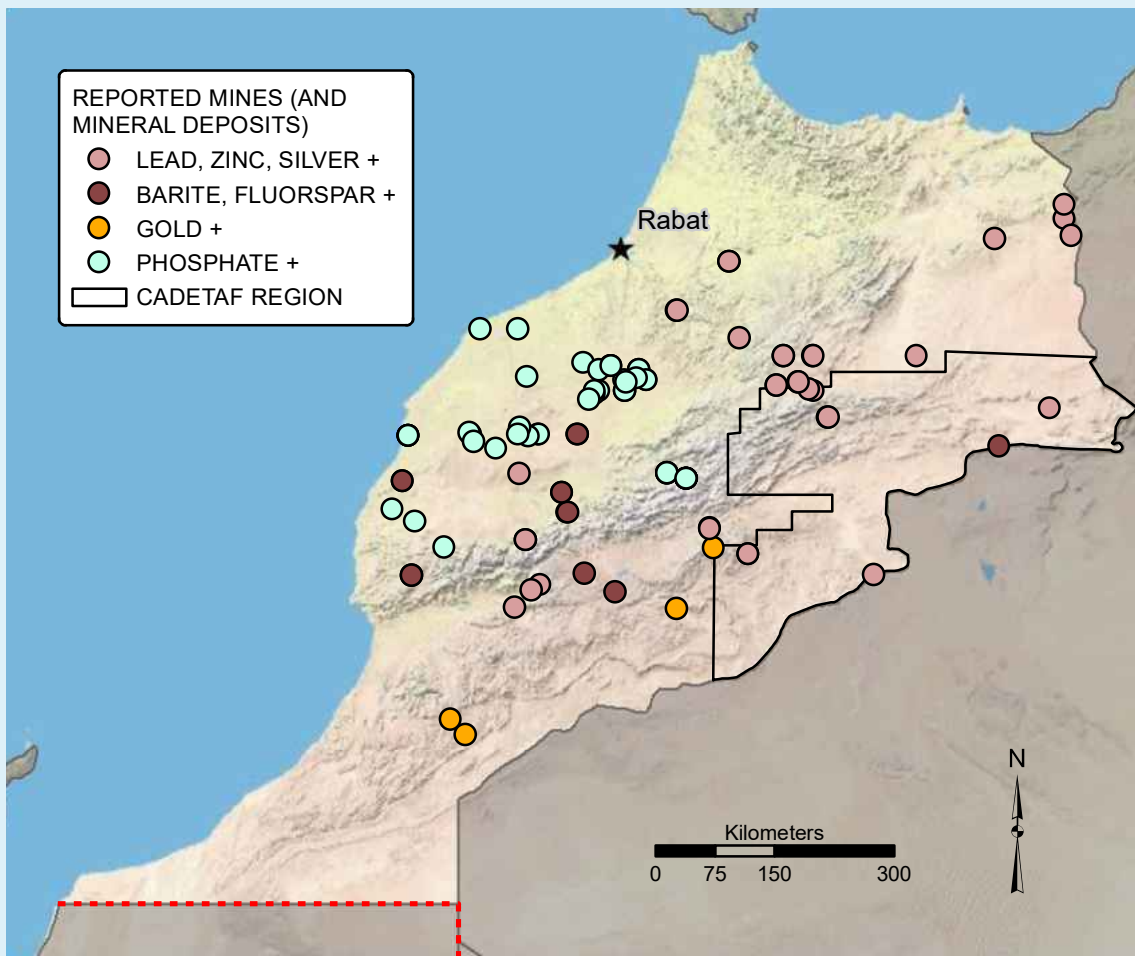 REPORTED MINES (AND
MINERAL DEPOSITS)
LEAD, ZINC, SILVER +
BARITE, FLUORSPAR +
GOLD +
PHOSPHATE +
CADETAF REGION
Rabat
N
Kilometers
0 75 150 300